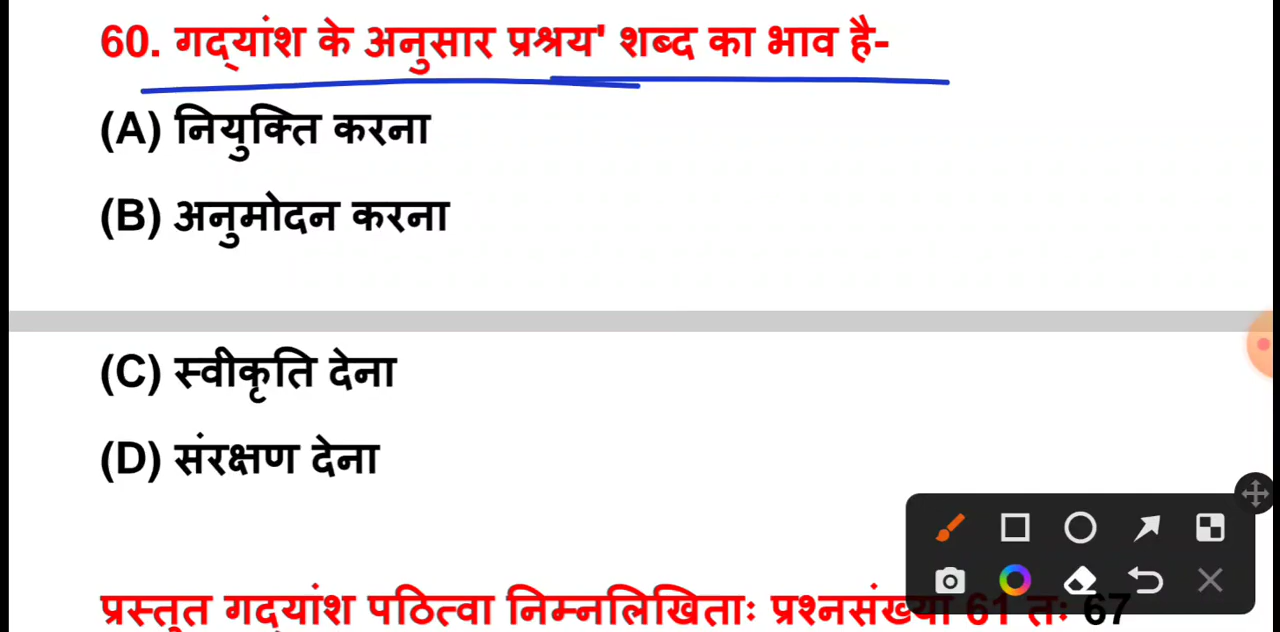 60. गद्यांश के अनुसार प्रश्रय' शब्द का भाव है-
(A) नियुक्ति करना
(B) अनुमोदन करना
(C) स्वीकृति देना
(D) संरक्षण देना
प्रस्तुत गद्यांश पठित्वा निम्नलिखिताः प्रश्नसंख्या 61 तः 67